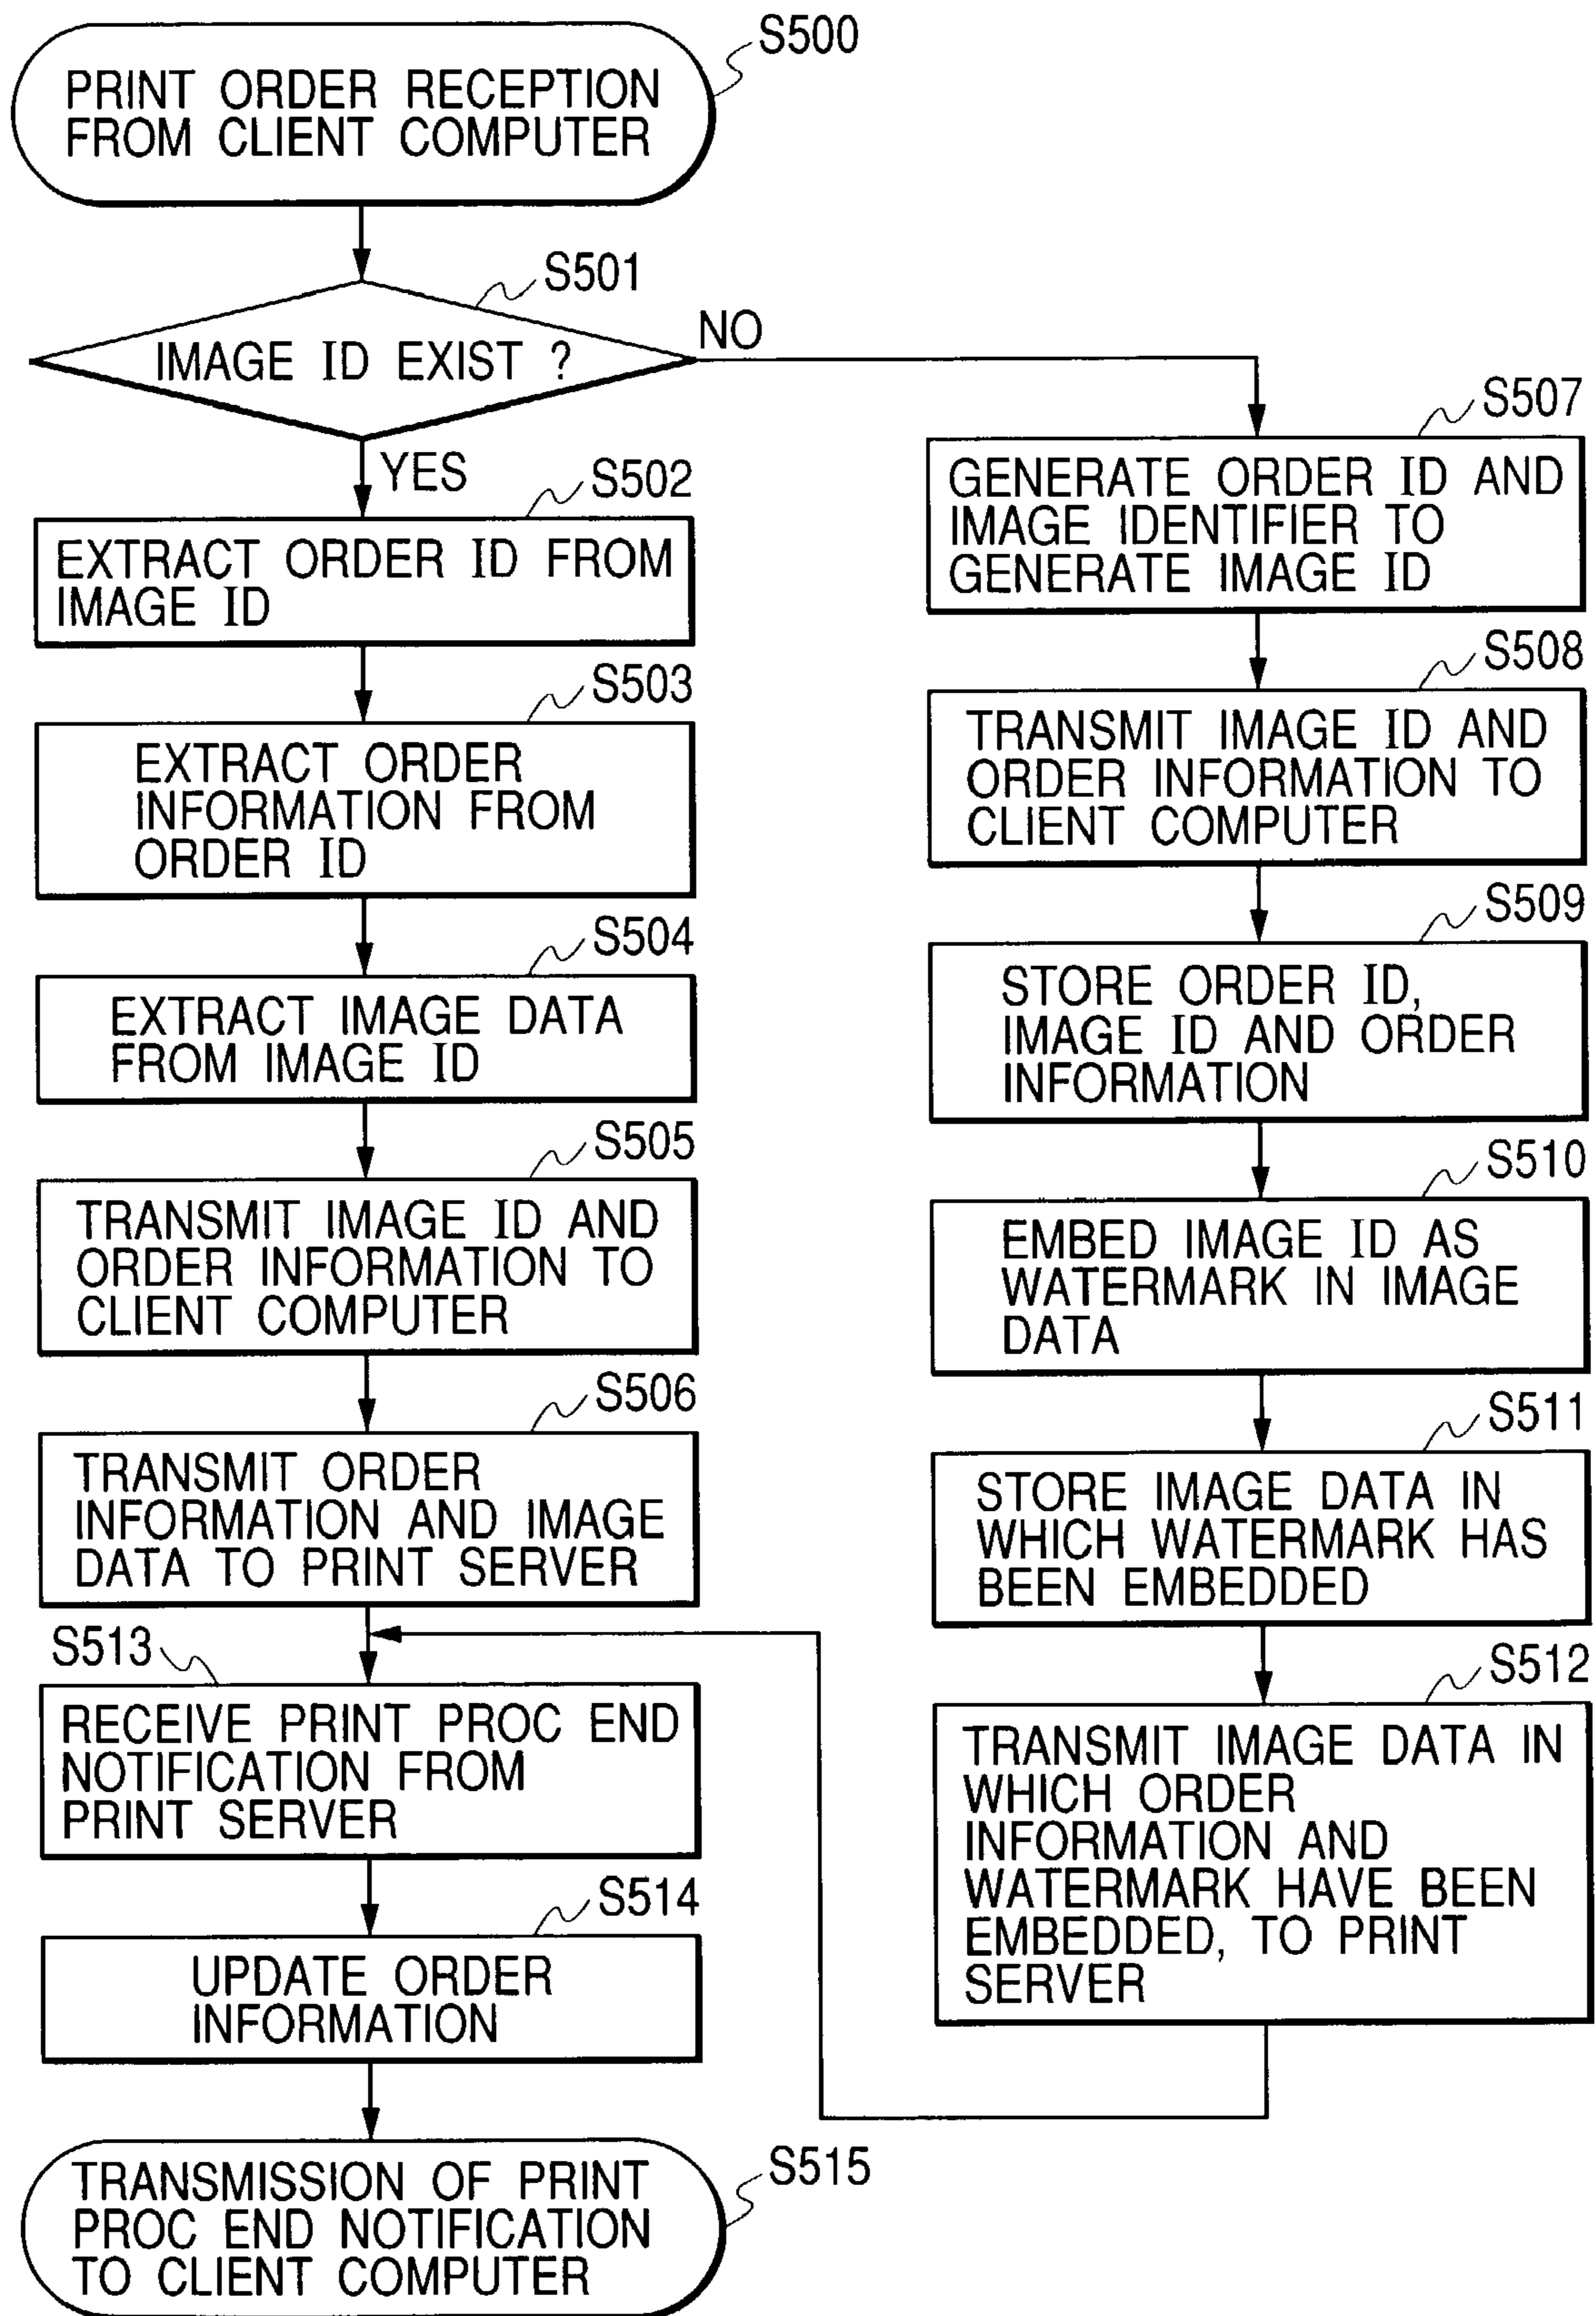 S500
PRINT ORDER RECEPTION
FROM CLIENT COMPUTER
S501
IMAGE ID EXIST ?
NO
YES
S502
EXTRACT ORDER ID FROM
IMAGE ID
S503
EXTRACT ORDER
INFORMATION FROM
ORDER ID
S504
EXTRACT IMAGE DATA
FROM IMAGE ID
S505
TRANSMIT IMAGE ID AND
ORDER INFORMATION TO
CLIENT COMPUTER
S506
TRANSMIT ORDER
INFORMATION AND IMAGE
DATA TO PRINT SERVER
S507
GENERATE ORDER ID AND
IMAGE IDENTIFIER TO
GENERATE IMAGE ID
S508
TRANSMIT IMAGE ID AND
ORDER INFORMATION TO
CLIENT COMPUTER
S509
STORE ORDER ID,
IMAGE ID AND ORDER
INFORMATION
S510
EMBED IMAGE ID AS
WATERMARK IN IMAGE
DATA
S511
STORE IMAGE DATA IN
WHICH WATERMARK HAS
BEEN EMBEDDED
S512
TRANSMIT IMAGE DATA IN
WHICH ORDER
INFORMATION AND
WATERMARK HAVE BEEN
EMBEDDED, TO PRINT
SERVER
S513
RECEIVE PRINT PROC END
NOTIFICATION FROM
PRINT SERVER
S514
UPDATE ORDER
INFORMATION
S515
TRANSMISSION OF PRINT
PROC END NOTIFICATION
TO CLIENT COMPUTER